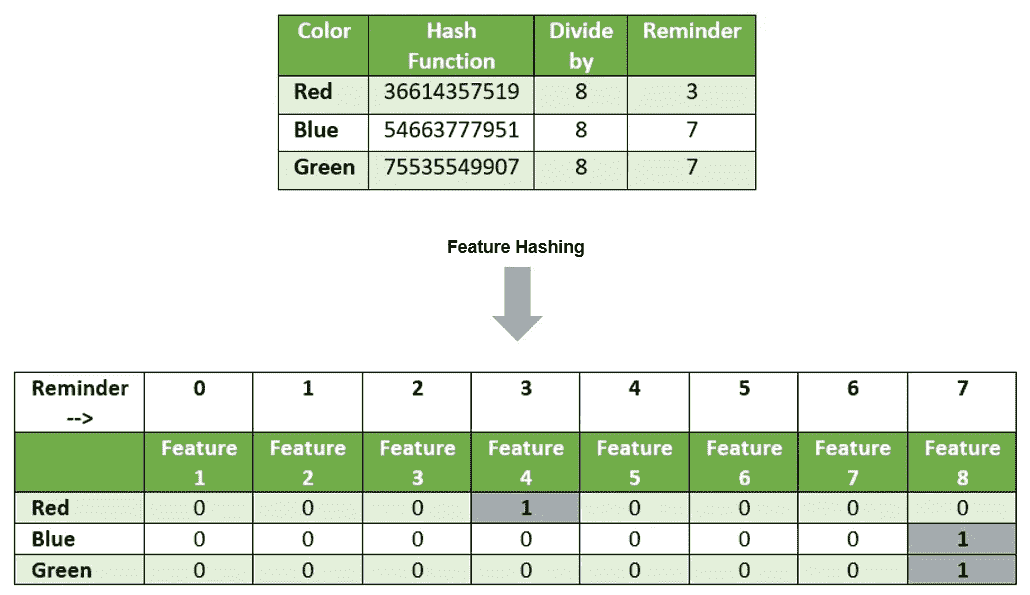 Color Hash Function Divide by Reminder
Red 36614357519 8 3
Blue 54663777951 8 7
Green 75535549907 8 7
Feature Hashing
Reminder --> 0 1 2 3 4 5 6 7
Feature 1 Feature 2 Feature 3 Feature 4 Feature 5 Feature 6 Feature 7 Feature 8
Red 0 0 0 1 0 0 0 0
Blue 0 0 0 0 0 0 0 1
Green 0 0 0 0 0 0 0 1